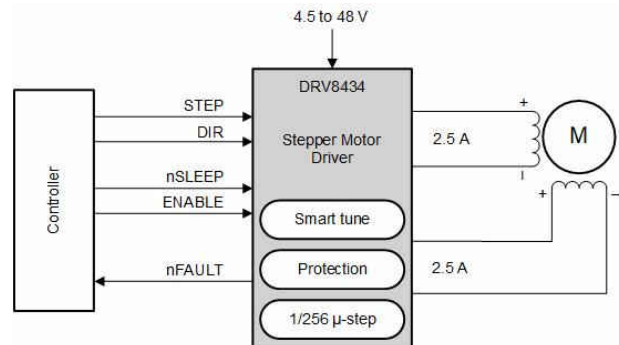 4.5 to 48 V
DRV8434
Stepper Motor
Driver
Controller
STEP
DIR
nSLEEP
ENABLE
nFAULT
Smart tune
Protection
1/256 µ-step
+
2.5 A
–
M
+
–
2.5 A